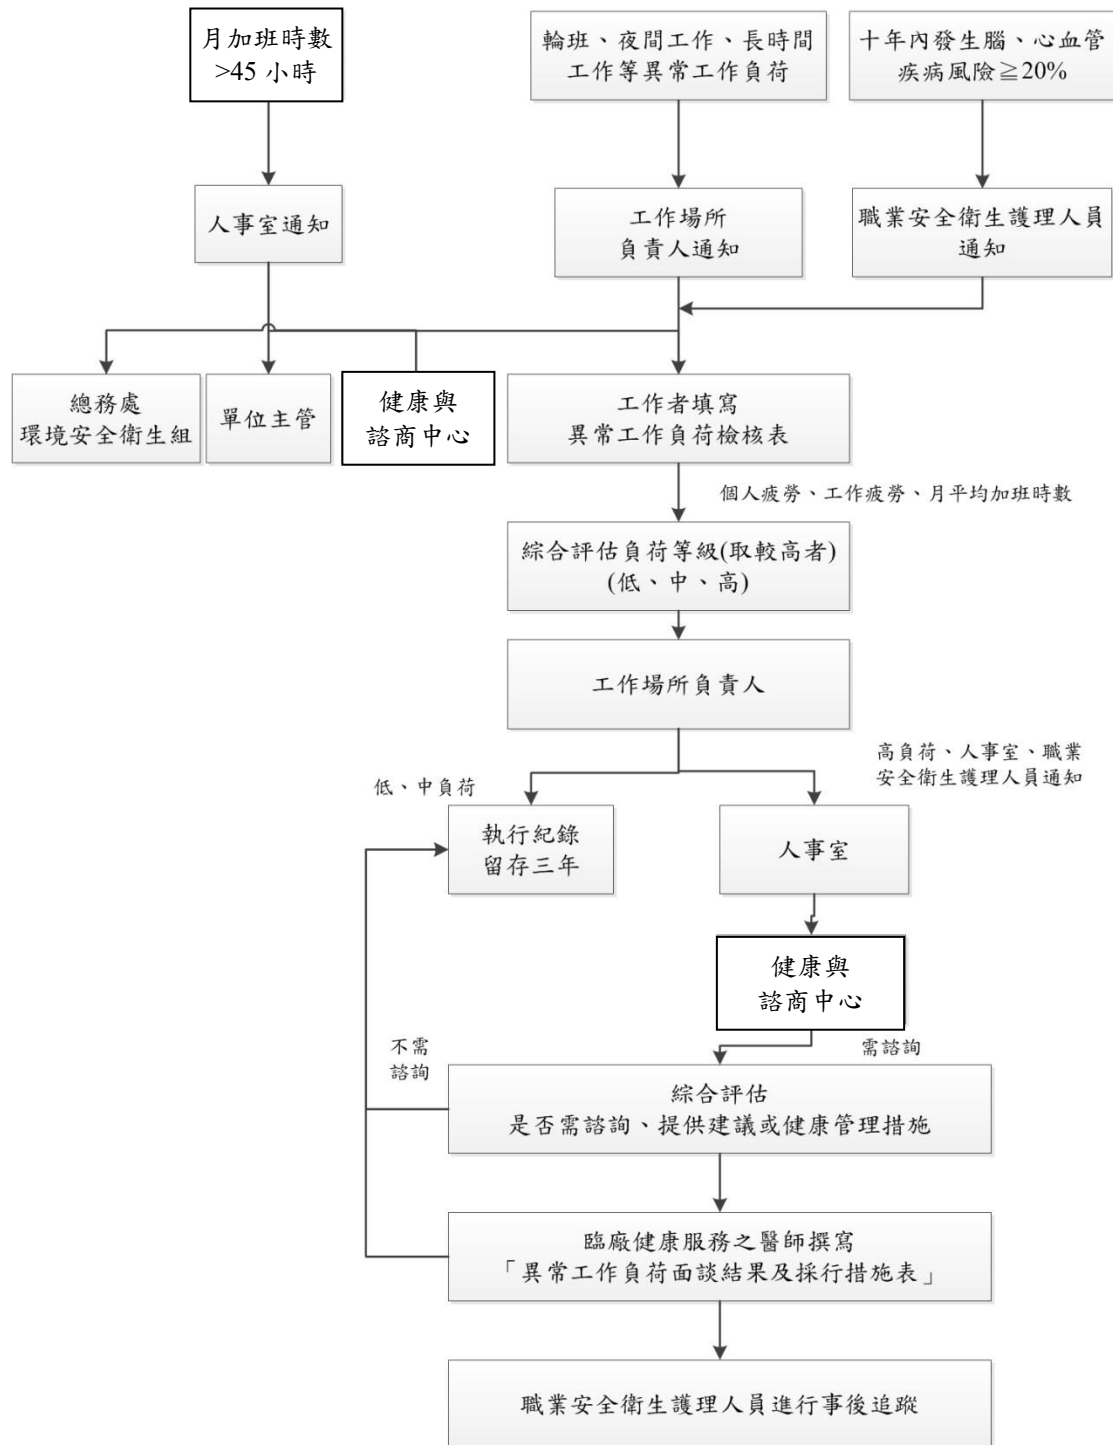 月加班時數
>45 小時
輪班、夜間工作、長時間
工作等異常工作負荷
十年內發生腦、心血管
疾病風險≧20%
人事室通知
工作場所
負責人通知
職業安全衛生護理人員
通知
總務處
環境安全衛生組
單位主管
健康與
諮商中心
工作者填寫
異常工作負荷檢核表
個人疲勞、工作疲勞、月平均加班時數
綜合評估負荷等級(取較高者)
(低、中、高)
工作場所負責人
低、中負荷
高負荷、人事室、職業
安全衛生護理人員通知
執行紀錄
留存三年
人事室
健康與
諮商中心
不需
諮詢
需諮詢
綜合評估
是否需諮詢、提供建議或健康管理措施
臨廠健康服務之醫師撰寫
「異常工作負荷面談結果及採行措施表」
職業安全衛生護理人員進行事後追蹤